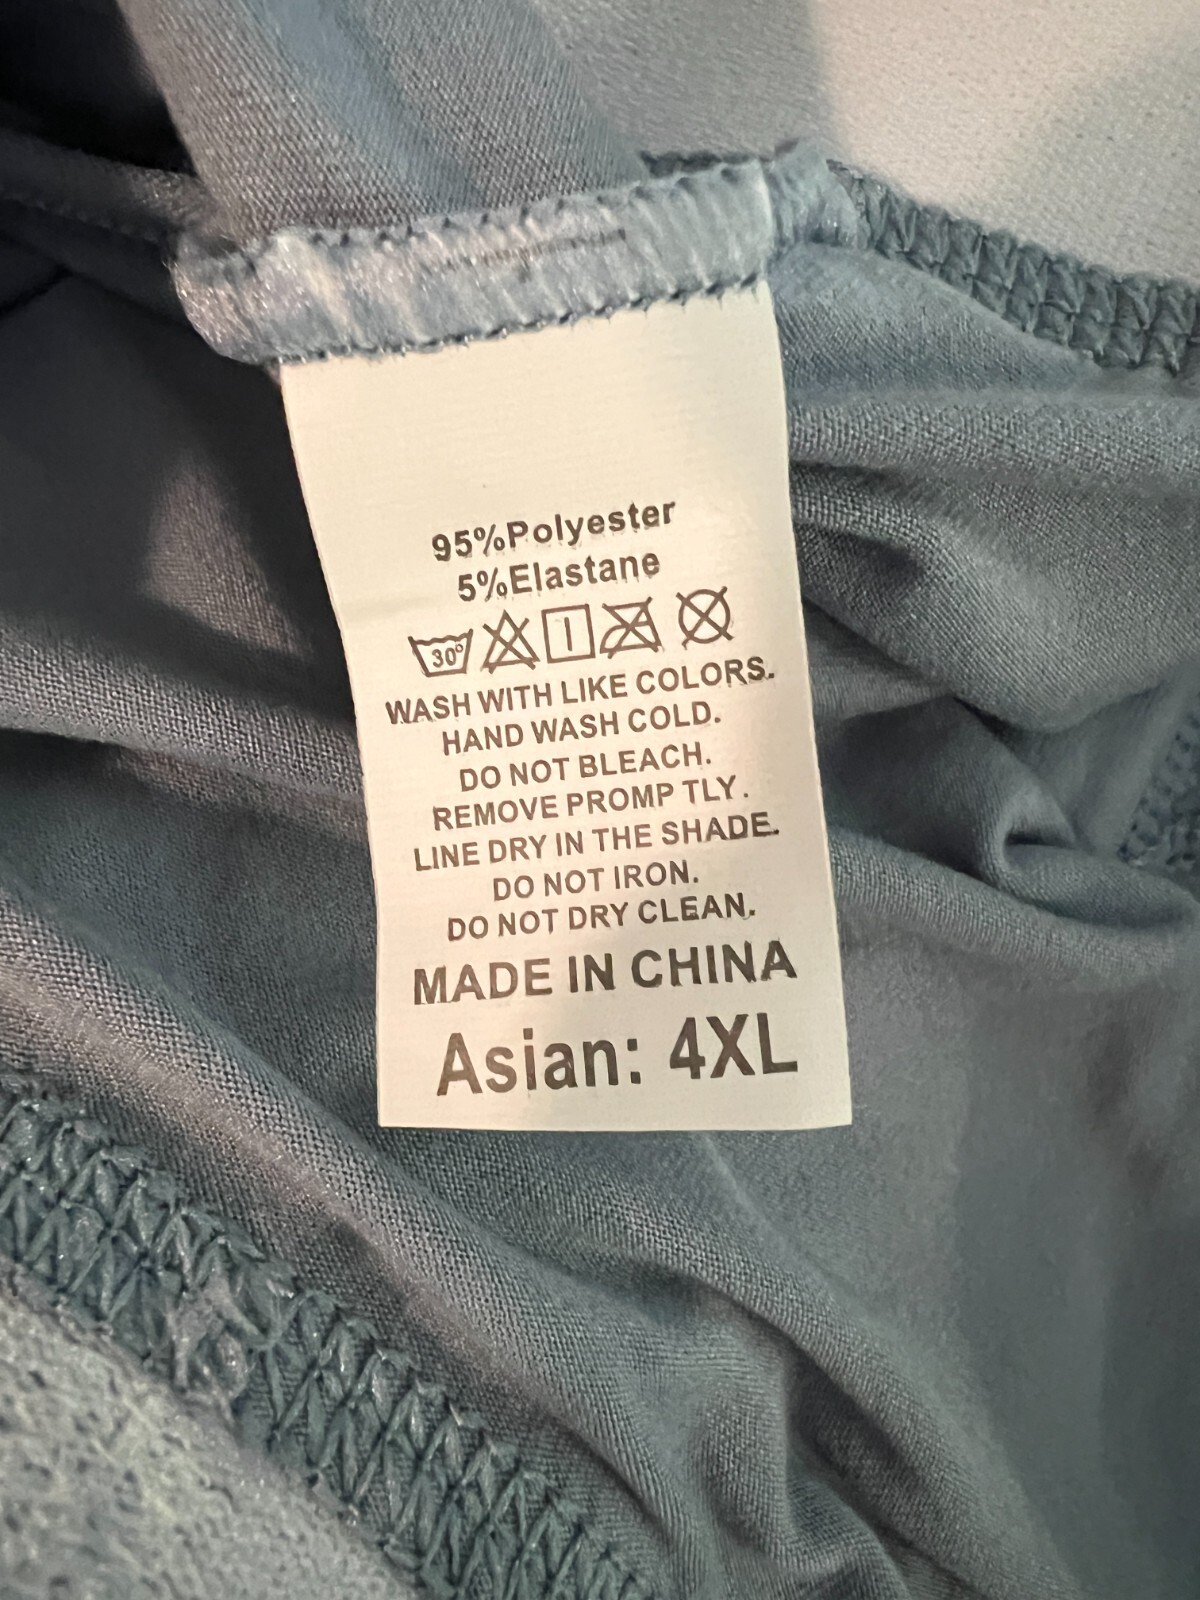 95%Polyester
5%Elastane
30°
WASH WITH LIKE COLORS.
HAND WASH COLD.
DO NOT BLEACH.
REMOVE PROMP TLY.
LINE DRY IN THE SHADE.
DO NOT IRON.
DO NOT DRY CLEAN.
MADE IN CHINA
Asian: 4XL